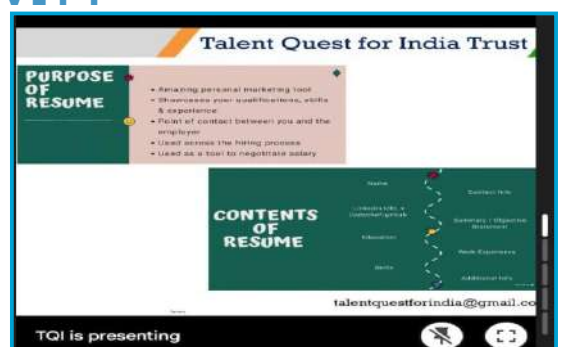 Talent Quest for India Trust
PURPOSE
OF
RESUME
• Amazing personal marketing tool
• Showcases your qualifications, skills
& experience
• Point of contact between you and the
employer
• Used across the hiring process
• Used as a tool to negotiate salary
CONTENTS
OF
RESUME
Name
Contact Info
Summary / Objective
Statement
Education
Work Experience
Skills
Additional Info
talentquestforindia@gmail.co
TQI is presenting